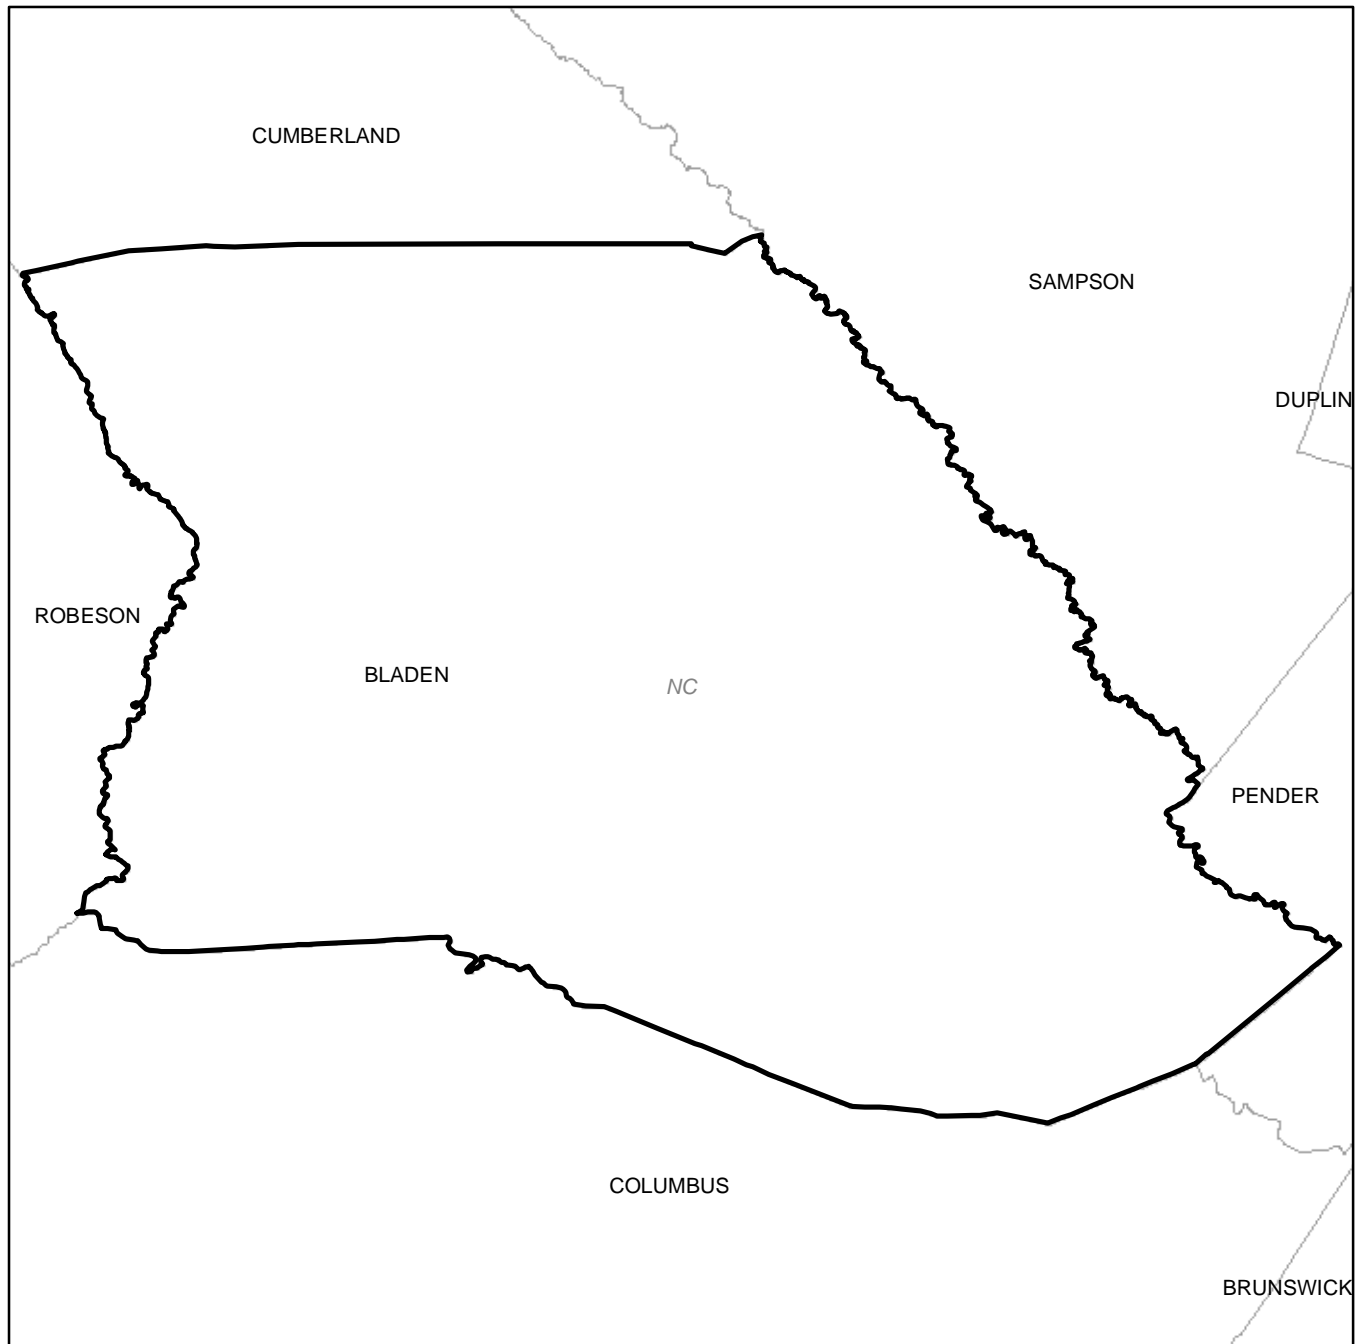 CUMBERLAND
SAMPSON
DUPLIN
ROBESON
BLADEN
NC
PENDER
COLUMBUS
BRUNSWICK